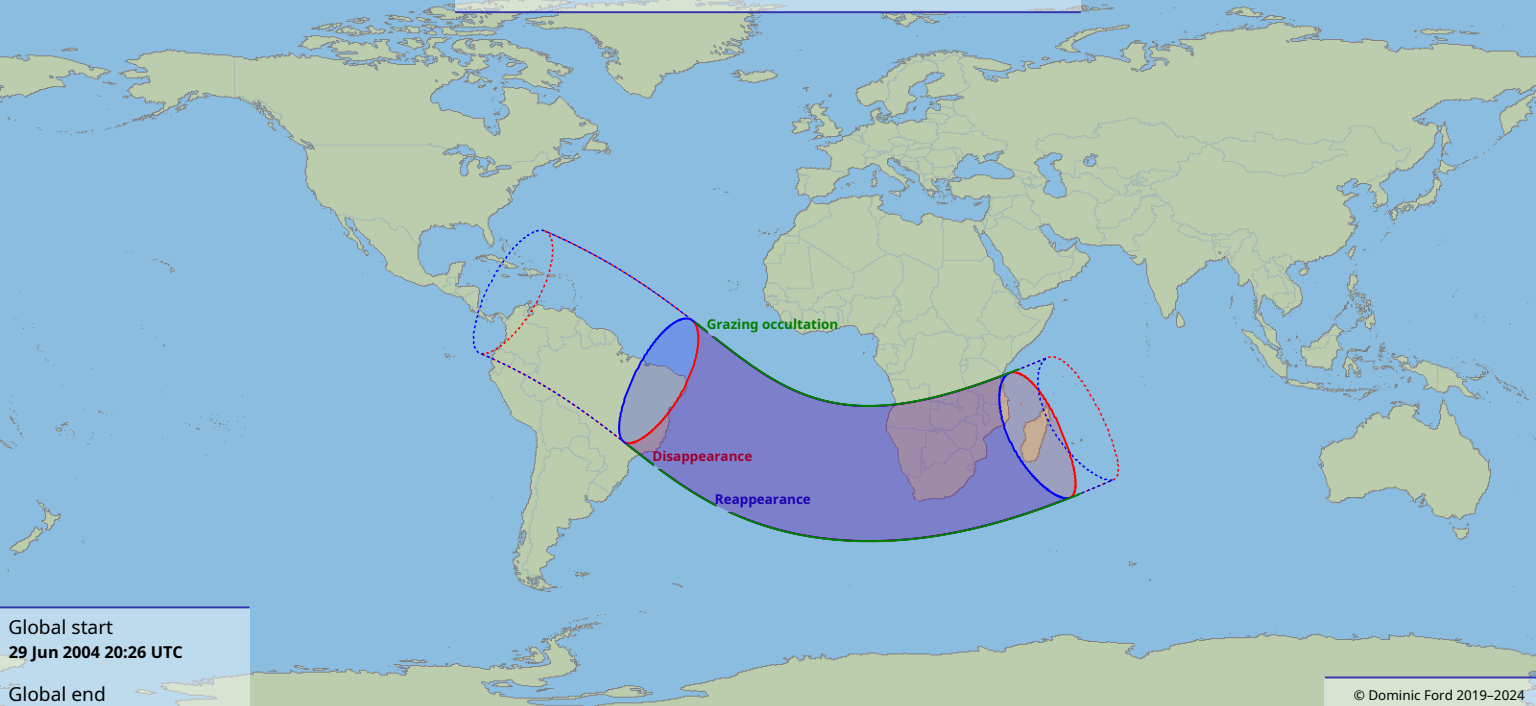 Grazing occultation
Disappearance
Reappearance
Global start
29 Jun 2004 20:26 UTC
Global end
© Dominic Ford 2019–2024